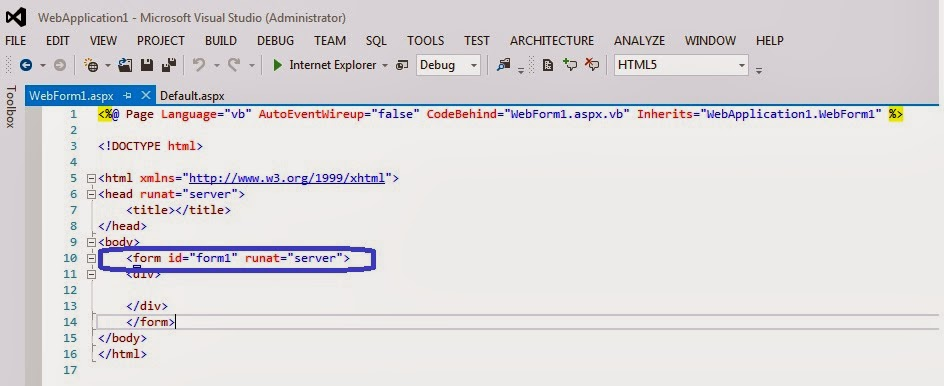 WebApplication1 - Microsoft Visual Studio (Administrator)
FILE EDIT VIEW PROJECT BUILD DEBUG TEAM SQL TOOLS TEST ARCHITECTURE ANALYZE WINDOW HELP
Internet Explorer Debug HTML5
Toolbox
WebForm1.aspx Default.aspx
1 <%@ Page Language="vb" AutoEventWireup="false" CodeBehind="WebForm1.aspx.vb" Inherits="WebApplication1.WebForm1" %>
2
3 <!DOCTYPE html>
4
5 <html xmlns="http://www.w3.org/1999/xhtml">
6 <head runat="server">
7 <title></title>
8 </head>
9 <body>
10 <form id="form1" runat="server">
11 <div>
12
13 </div>
14 </form>
15 </body>
16 </html>
17